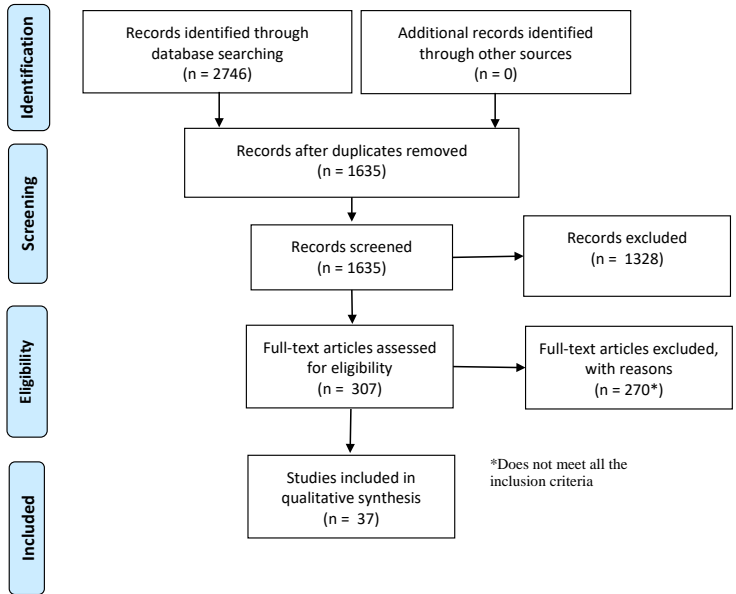 Identification
Records identified through
database searching
(n = 2746)
Additional records identified
through other sources
(n = 0)
Records after duplicates removed
(n = 1635)
Screening
Records screened
(n = 1635)
Records excluded
(n = 1328)
Eligibility
Full-text articles assessed
for eligibility
(n = 307)
Full-text articles excluded,
with reasons
(n = 270*)
Included
Studies included in
qualitative synthesis
(n = 37)
*Does not meet all the
inclusion criteria